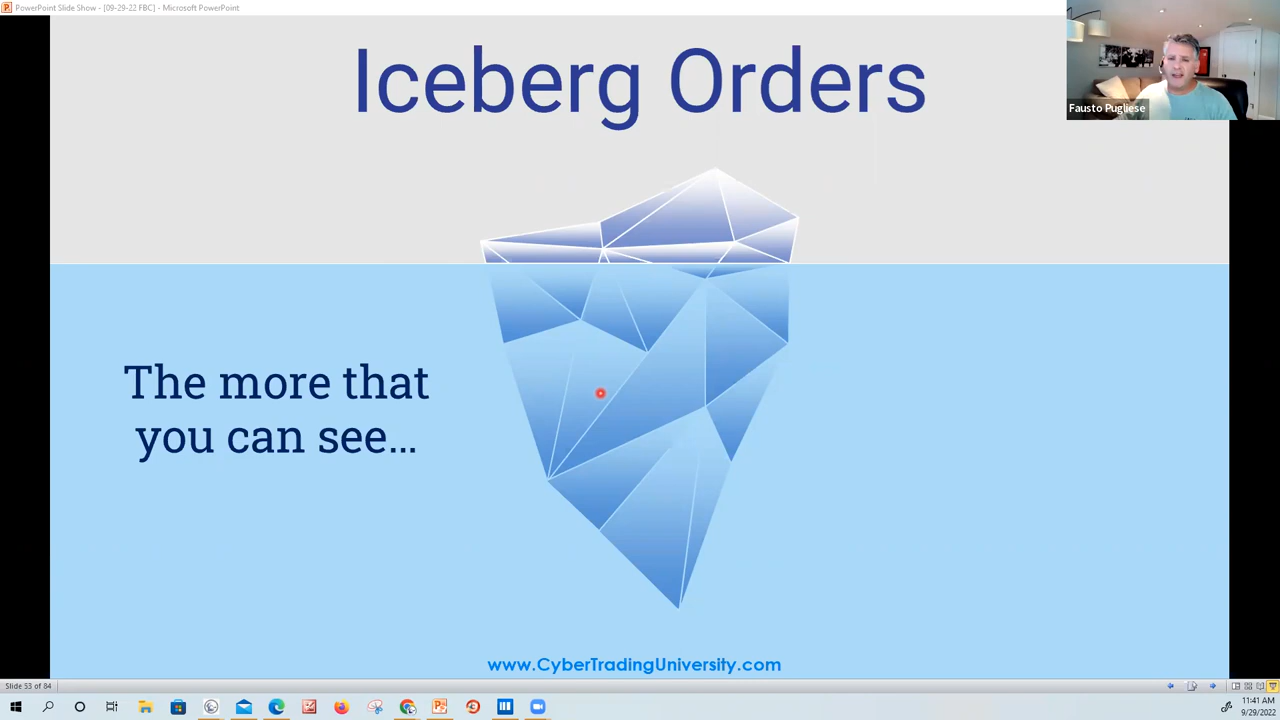 PowerPoint Slide Show - [09-29-22 FBC] - Microsoft PowerPoint
Iceberg Orders
Fausto Pugliese
The more that
you can see...
www.CyberTradingUniversity.com
Slide 53 of 84
11:41 AM
9/29/2022